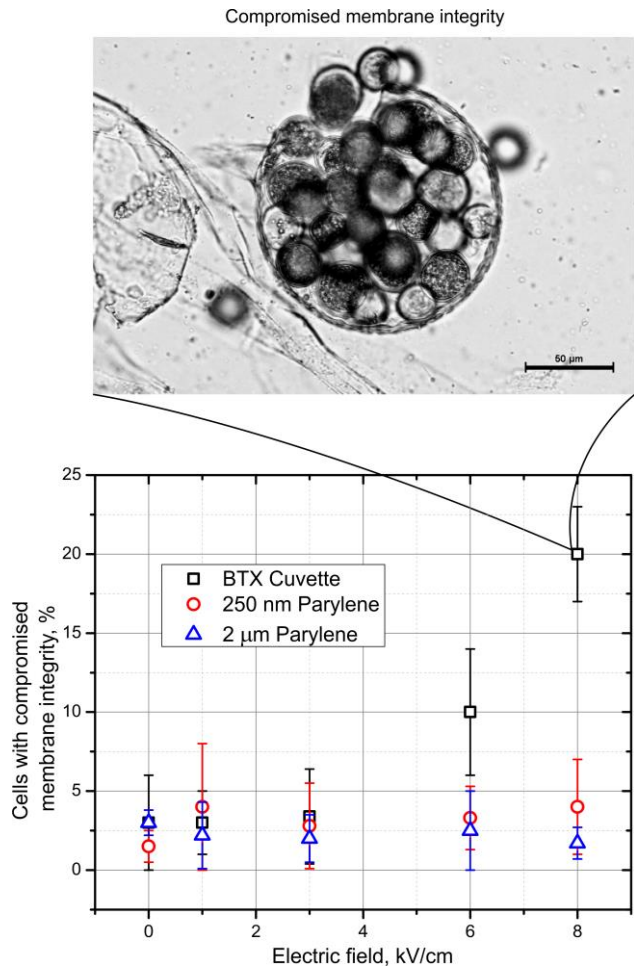 Compromised membrane integrity
50 μm
25
20
15
10
5
0
Cells with compromised
membrane integrity, %
BTX Cuvette
250 nm Parylene
2 μm Parylene
0 2 4 6 8
Electric field, kV/cm